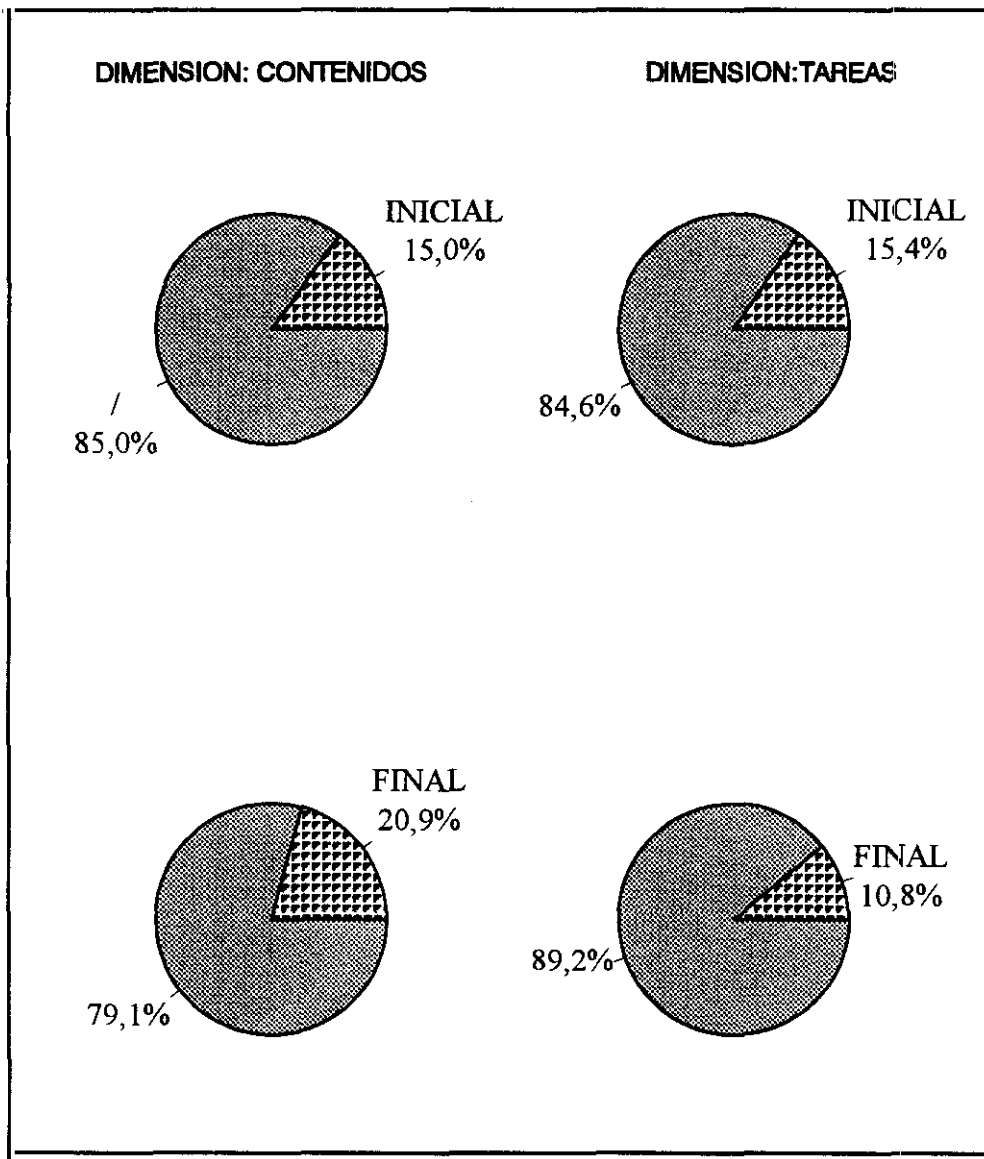 DIMENSION: CONTENIDOS
DIMENSION:TAREAS
INICIAL
15,0%
85,0%
INICIAL
15,4%
84,6%
FINAL
20,9%
79,1%
FINAL
10,8%
89,2%